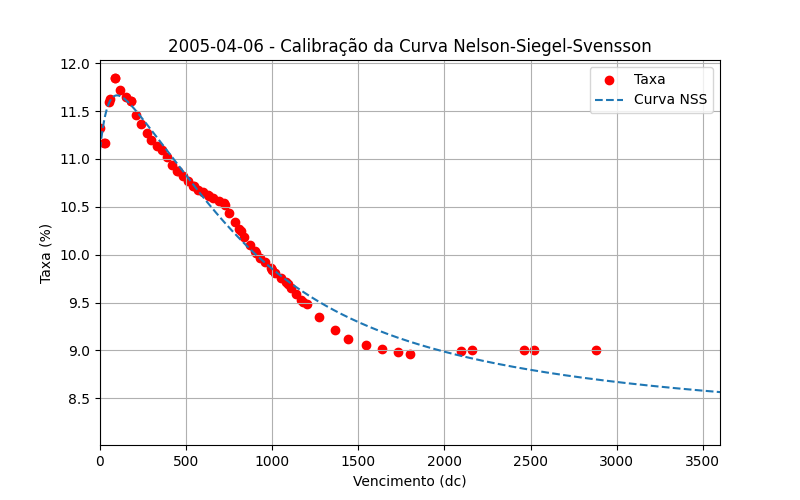 2005-04-06 - Calibração da Curva Nelson-Siegel-Svensson
Taxa
Curva NSS
Taxa (%)
12.0
11.5
11.0
10.5
10.0
9.5
9.0
8.5
0 500 1000 1500 2000 2500 3000 3500
Vencimento (dc)